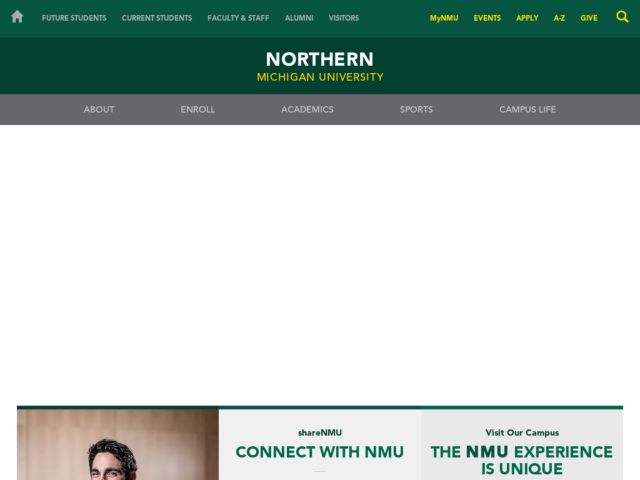 FUTURE STUDENTS CURRENT STUDENTS FACULTY & STAFF ALUMNI VISITORS MyNMU EVENTS APPLY A-Z GIVE
NORTHERN
MICHIGAN UNIVERSITY
ABOUT ENROLL ACADEMICS SPORTS CAMPUS LIFE
shareNMU
CONNECT WITH NMU
Visit Our Campus
THE NMU EXPERIENCE
IS UNIQUE